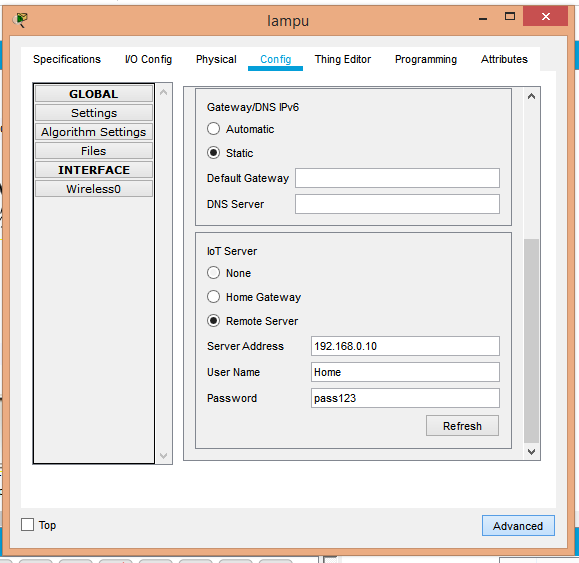 lampu
Specifications I/O Config Physical Config Thing Editor Programming Attributes
GLOBAL
Settings
Algorithm Settings
Files
INTERFACE
Wireless0
Gateway/DNS IPv6
Automatic
Static
Default Gateway
DNS Server
IoT Server
None
Home Gateway
Remote Server
Server Address 192.168.0.10
User Name Home
Password pass123
Refresh
Top
Advanced